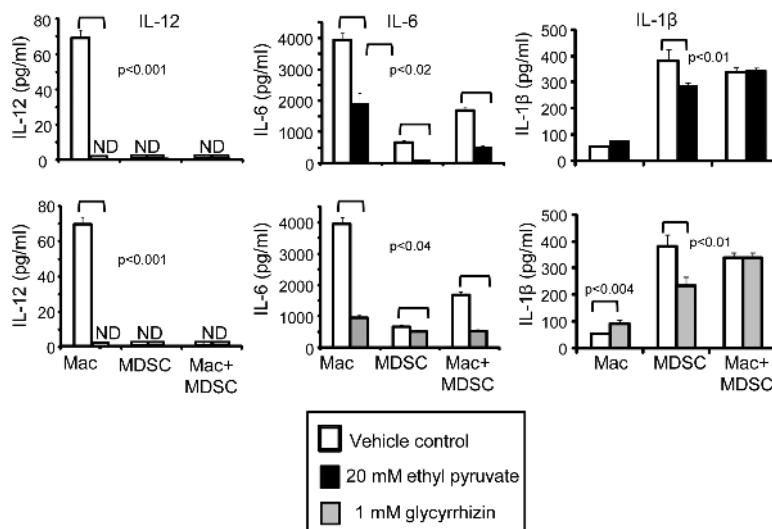 IL-12
IL-6
IL-1β
IL-12 (pg/ml)
80
60
40
20
0
p<0.001
ND
ND
ND
IL-6 (pg/ml)
4000
3000
2000
1000
0
p<0.02
IL-1β (pg/ml)
500
400
300
200
100
0
p<0.01
IL-12 (pg/ml)
80
60
40
20
0
p<0.001
ND
ND
ND
Mac
MDSC
Mac+
MDSC
IL-6 (pg/ml)
4000
3000
2000
1000
0
p<0.04
Mac
MDSC
Mac+
MDSC
IL-1β (pg/ml)
400
300
200
100
0
p<0.004
p<0.01
Mac
MDSC
Mac+
MDSC
Vehicle control
20 mM ethyl pyruvate
1 mM glycyrrhizin